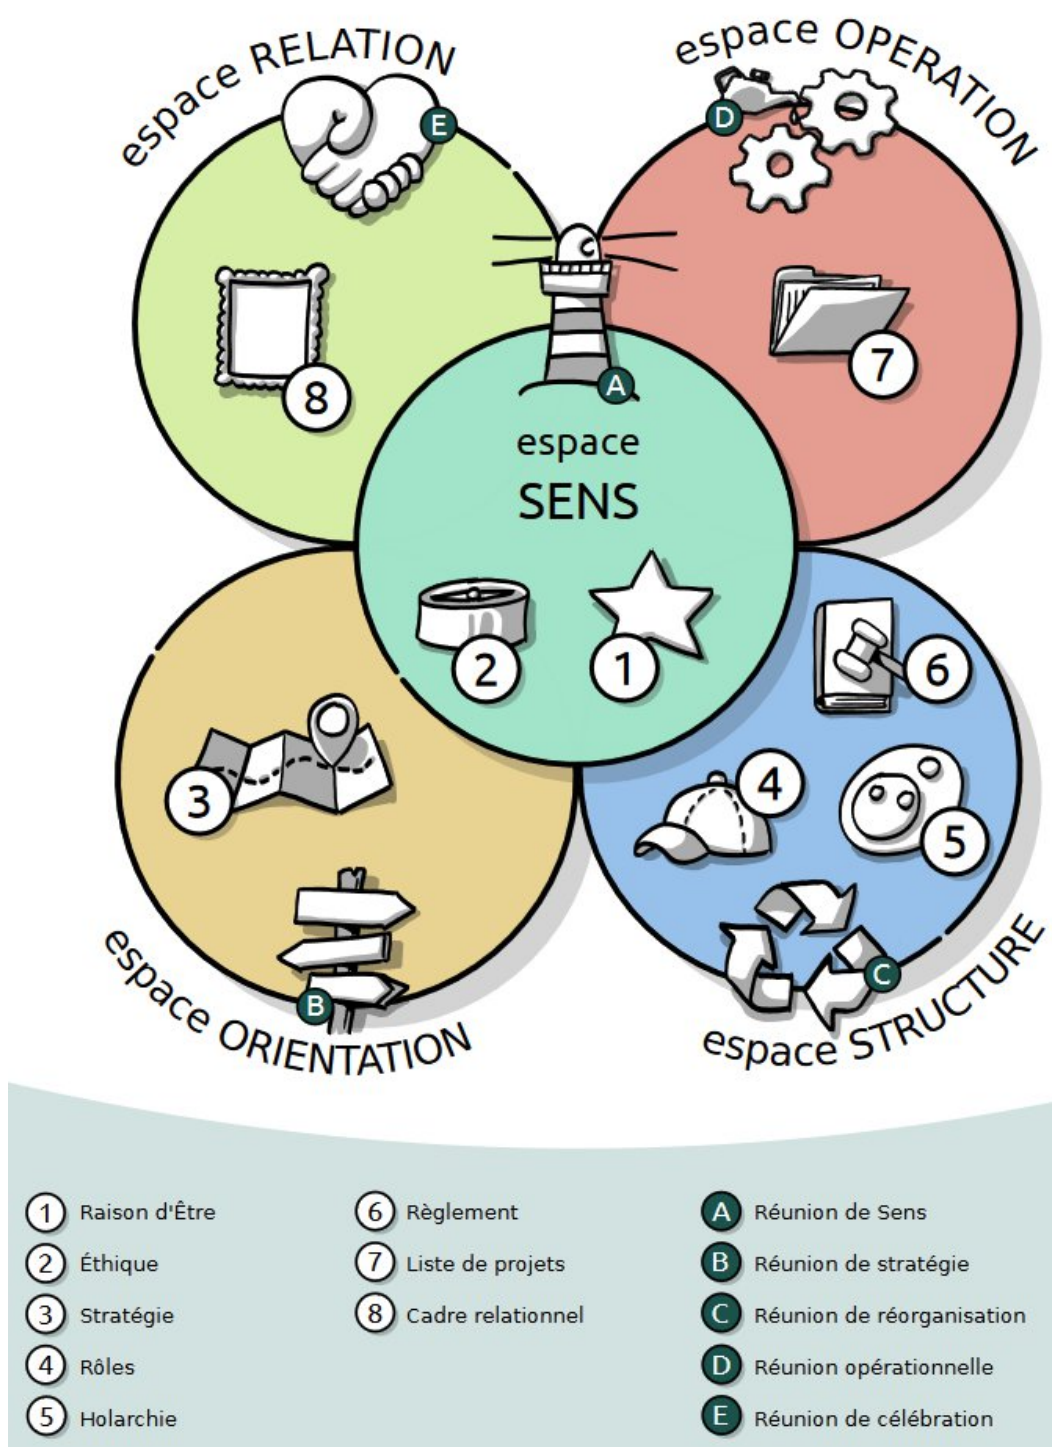 espace RELATION
espace OPERATION
E
D
8
7
A
espace
SENS
2
1
6
3
4
5
B
C
espace ORIENTATION
espace STRUCTURE
1 Raison d'Être
2 Éthique
3 Stratégie
4 Rôles
5 Holarchie
6 Règlement
7 Liste de projets
8 Cadre relationnel
A Réunion de Sens
B Réunion de stratégie
C Réunion de réorganisation
D Réunion opérationnelle
E Réunion de célébration